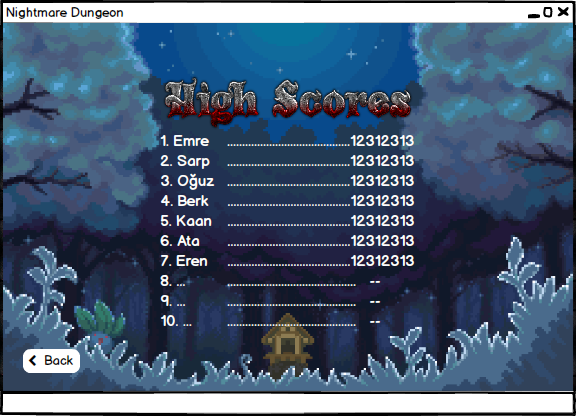 Nightmare Dungeon
High Scores
1. Emre ........................................12312313
2. Sarp ........................................12312313
3. Oğuz ........................................12312313
4. Berk ........................................12312313
5. Kaan ........................................12312313
6. Ata ........................................12312313
7. Eren ........................................12312313
8. ... ........................................ --
9. ... ........................................ --
10. ... ........................................ --
Back